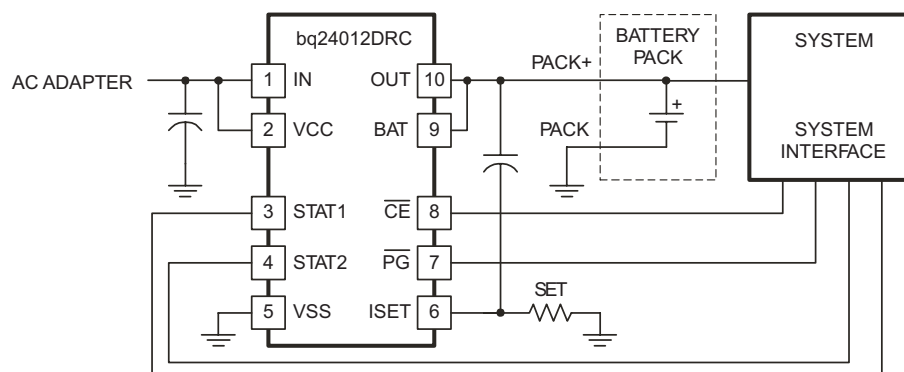 bq24012DRC
BATTERY
PACK
SYSTEM
AC ADAPTER
1 IN
OUT 10
PACK+
+
2 VCC
BAT 9
PACK
SYSTEM
INTERFACE
3 STAT1
CE 8
4 STAT2
PG 7
5 VSS
ISET 6
SET